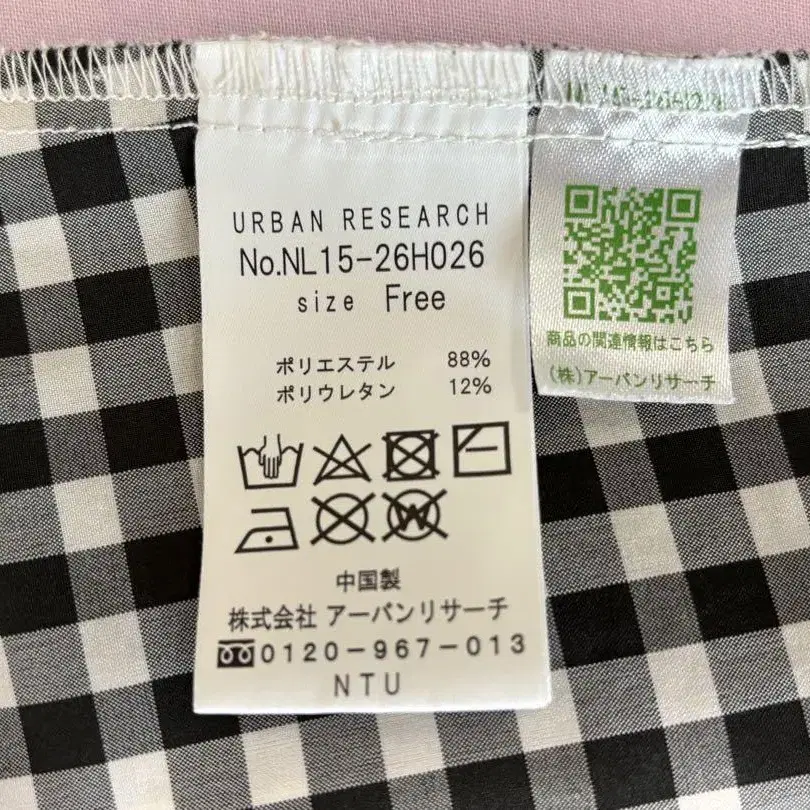 URBAN RESEARCH
No.NL15-26H026
size Free
ポリエステル 88%
ポリウレタン 12%
中国製
株式会社 アーバンリサーチ
0120-967-013
NTU
商品の関連情報はこちら
(株)アーバンリサーチ